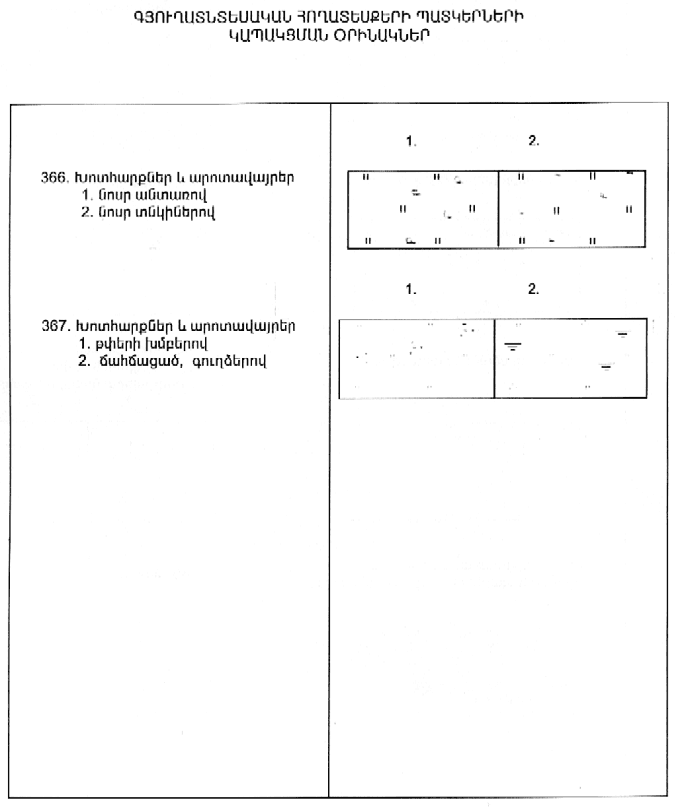 ԳՅՈՒՂԱՏՆՏԵՍԱԿԱՆ ՀՈՂԱՏԵՍՔԵՐԻ ՊԱՏԿԵՐՆԵՐԻ
ԿԱՊԱԿՑՄԱՆ ՕՐԻՆԱԿՆԵՐ
1. 2.
366. Խոտհարքներ և արոտավայրեր
1. նոսր անտառով
2. նոսր տնկիներով
1. 2.
367. Խոտհարքներ և արոտավայրեր
1. թփերի խմբերով
2. ճահճացած, գուղձերով